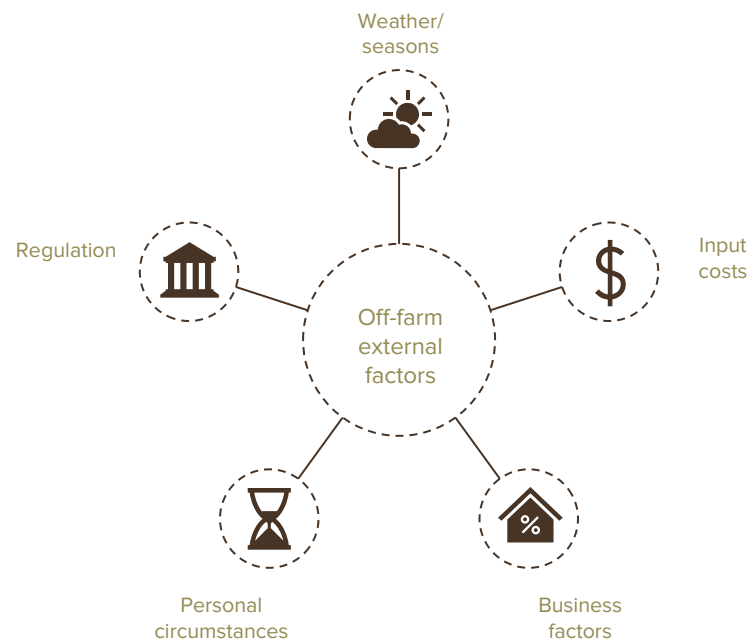 Weather/
seasons
Regulation
Input
costs
Off-farm
external
factors
%
Personal
circumstances
Business
factors